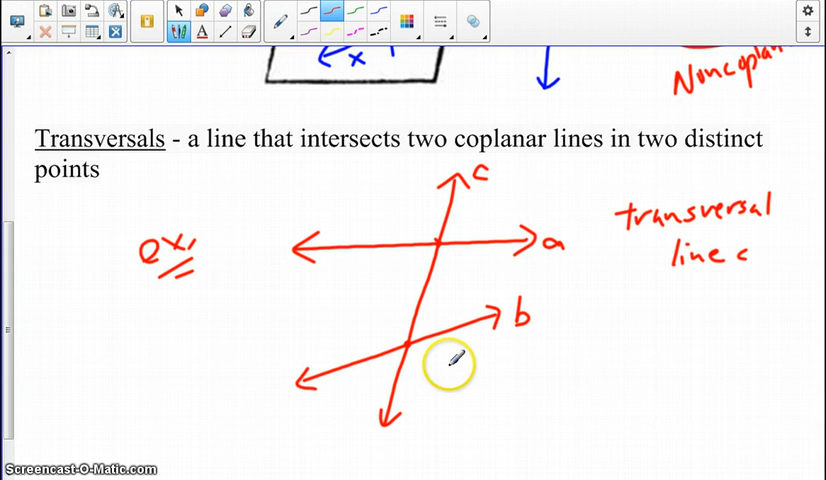 x
Noncoplan
Transversals - a line that intersects two coplanar lines in two distinct
points
c
ex,
a
transversal
line c
b
Screencast-O-Matic.com